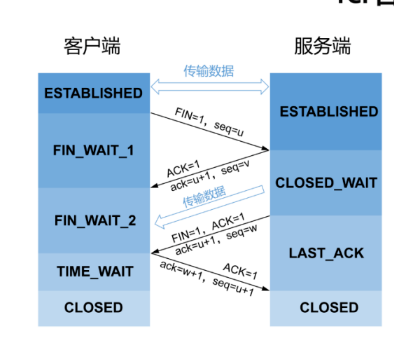 客户端
服务端
传输数据
ESTABLISHED
ESTABLISHED
FIN=1, seq=u
FIN_WAIT_1
ACK=1
ack=u+1, seq=v
CLOSED_WAIT
传输数据
FIN_WAIT_2
FIN=1, ACK=1
ack=u+1, seq=w
LAST_ACK
TIME_WAIT
ACK=1
ack=w+1, seq=u+1
CLOSED
CLOSED